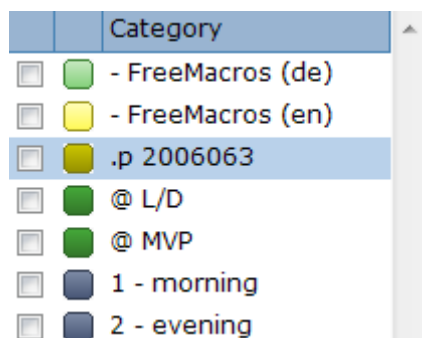 Category
- FreeMacros (de)
- FreeMacros (en)
.p 2006063
@ L/D
@ MVP
1 - morning
2 - evening